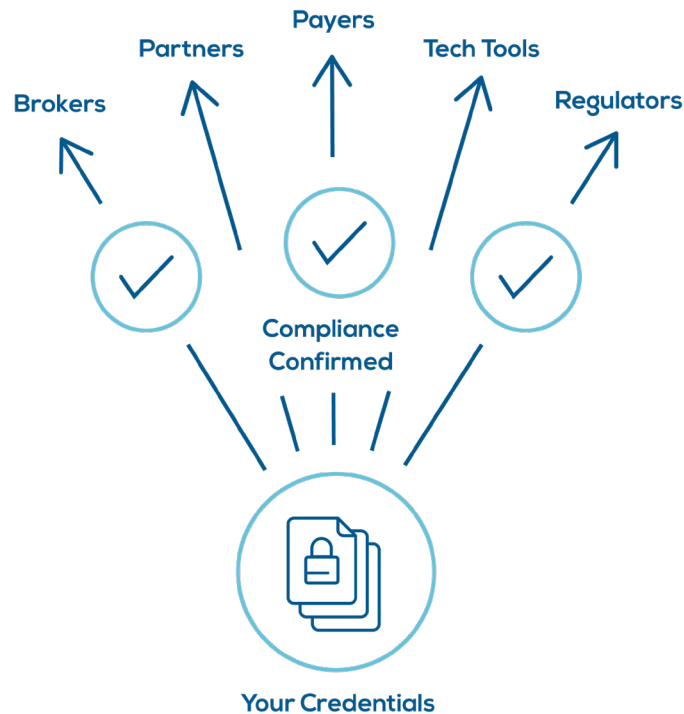 Payers
Partners
Tech Tools
Brokers
Regulators
Compliance
Confirmed
Your Credentials